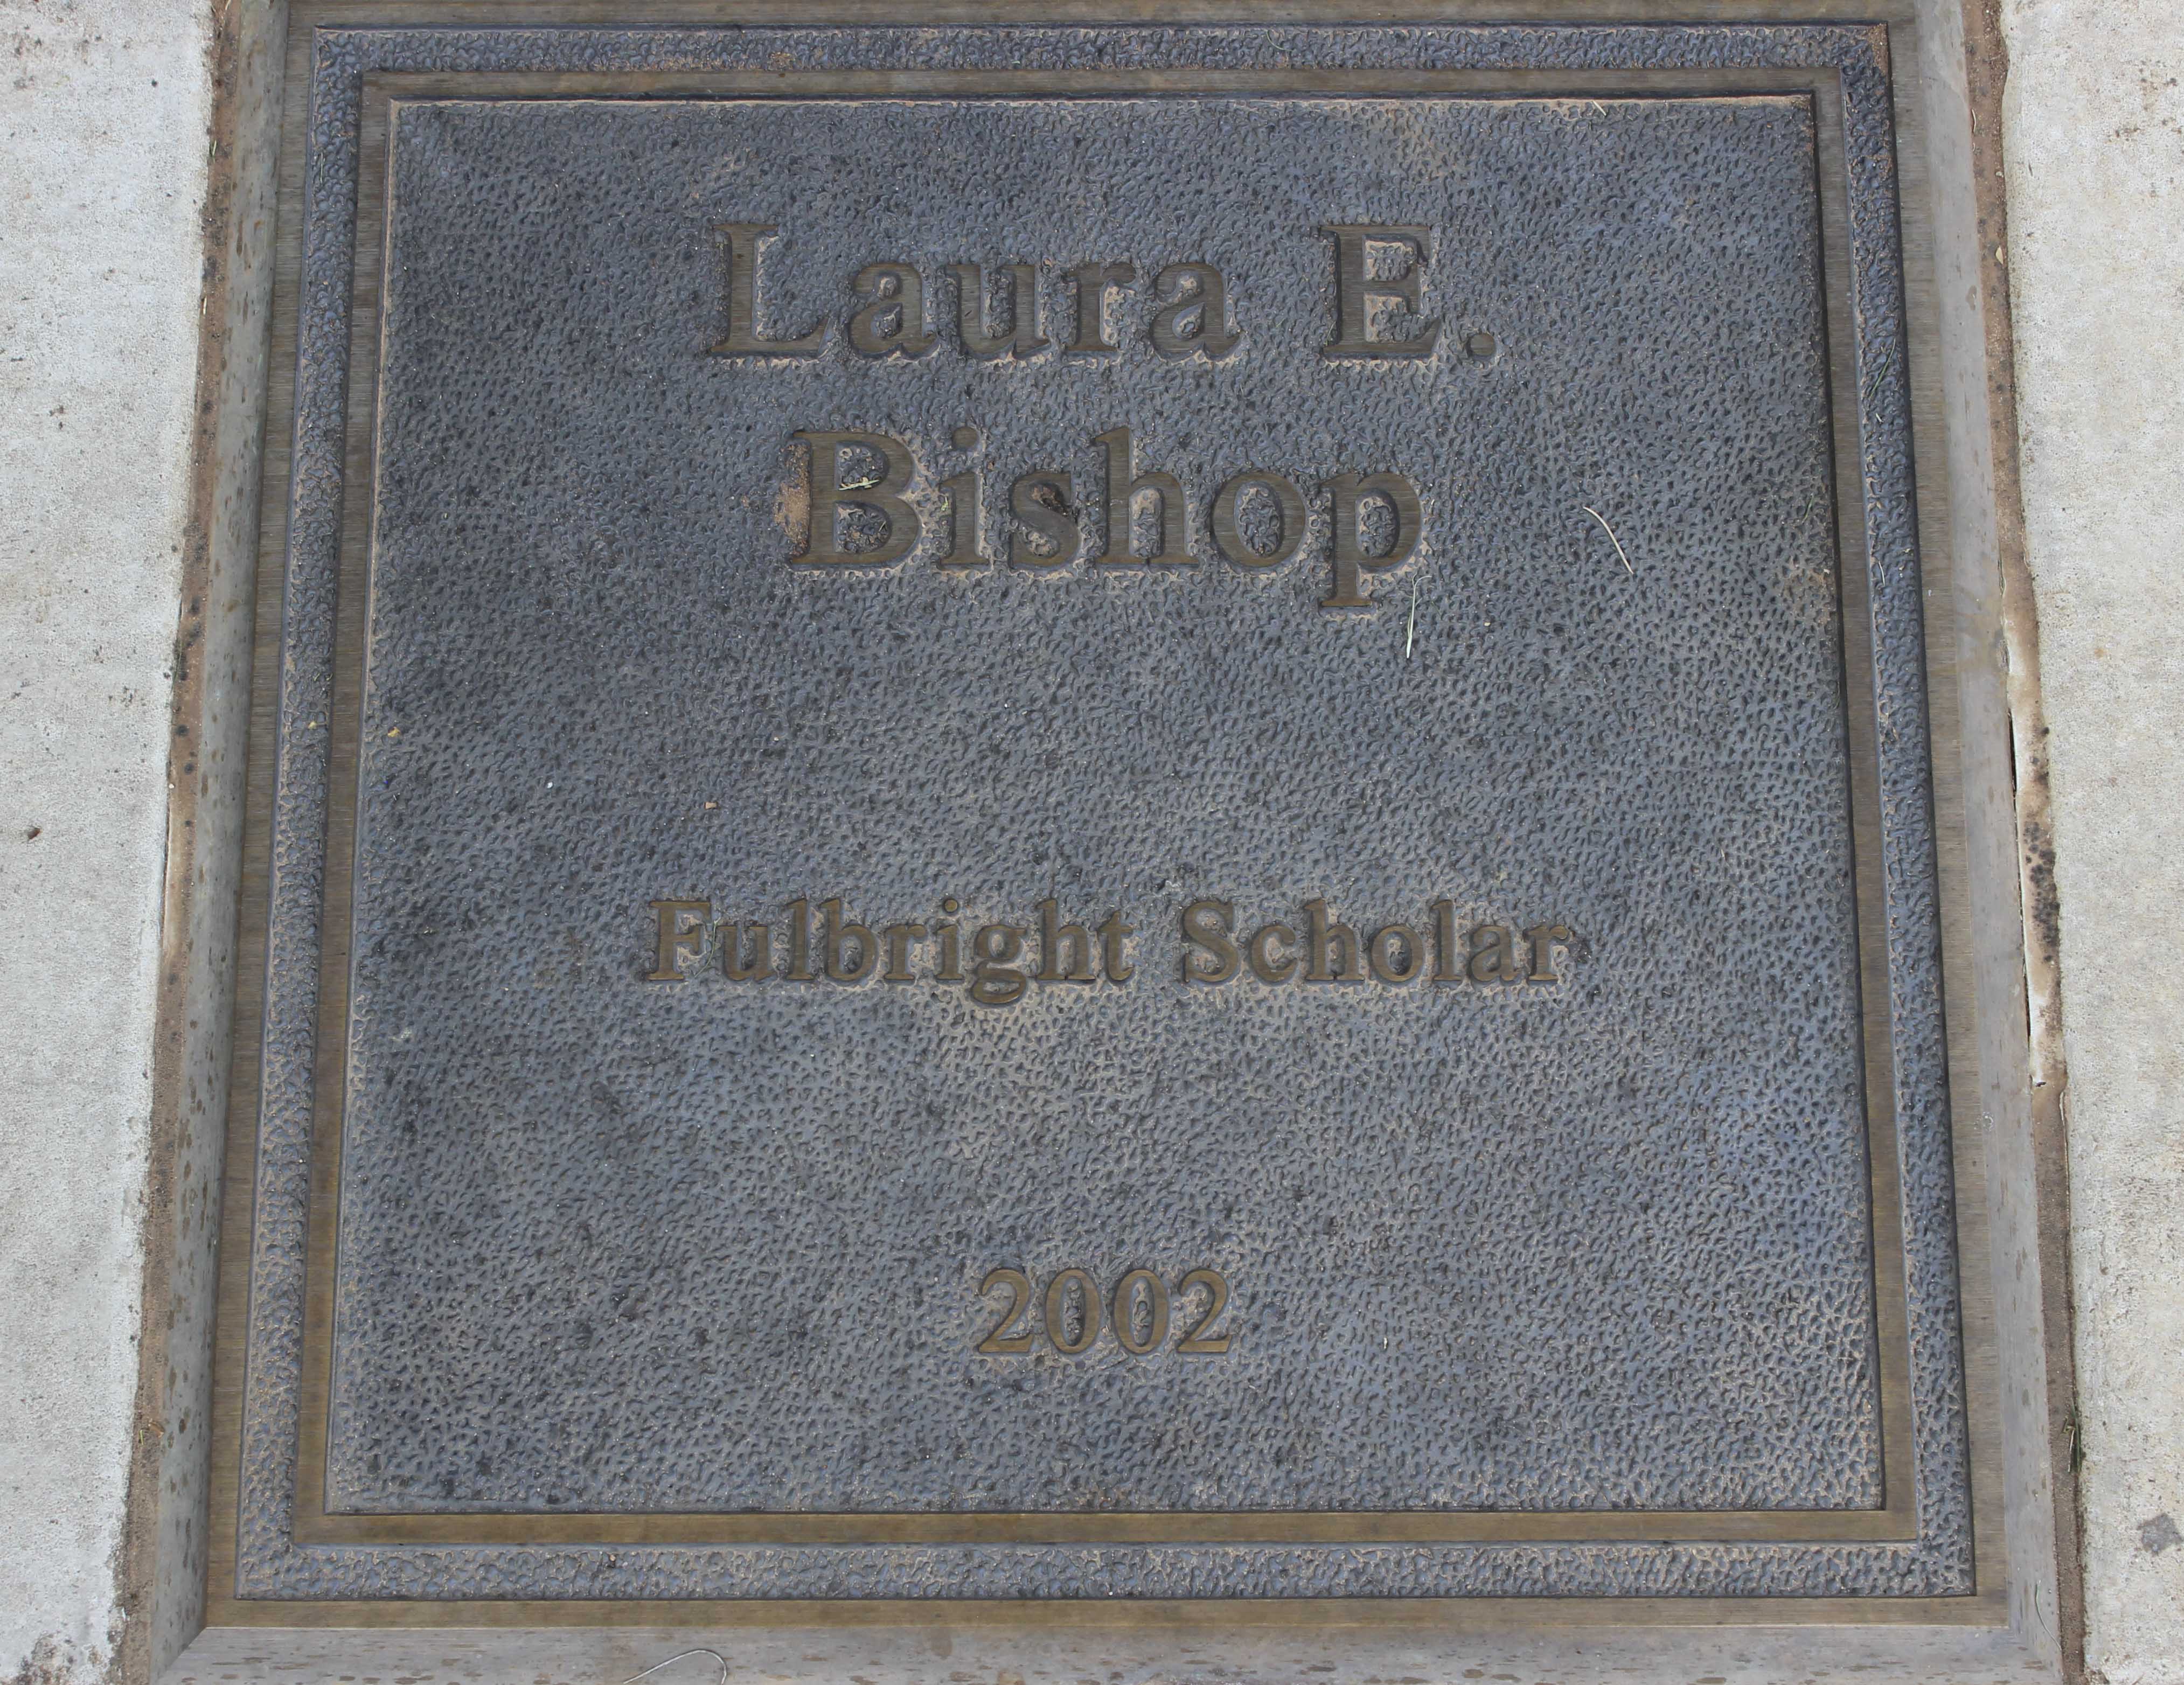 Laura E.
Bishop
Fulbright Scholar
2002